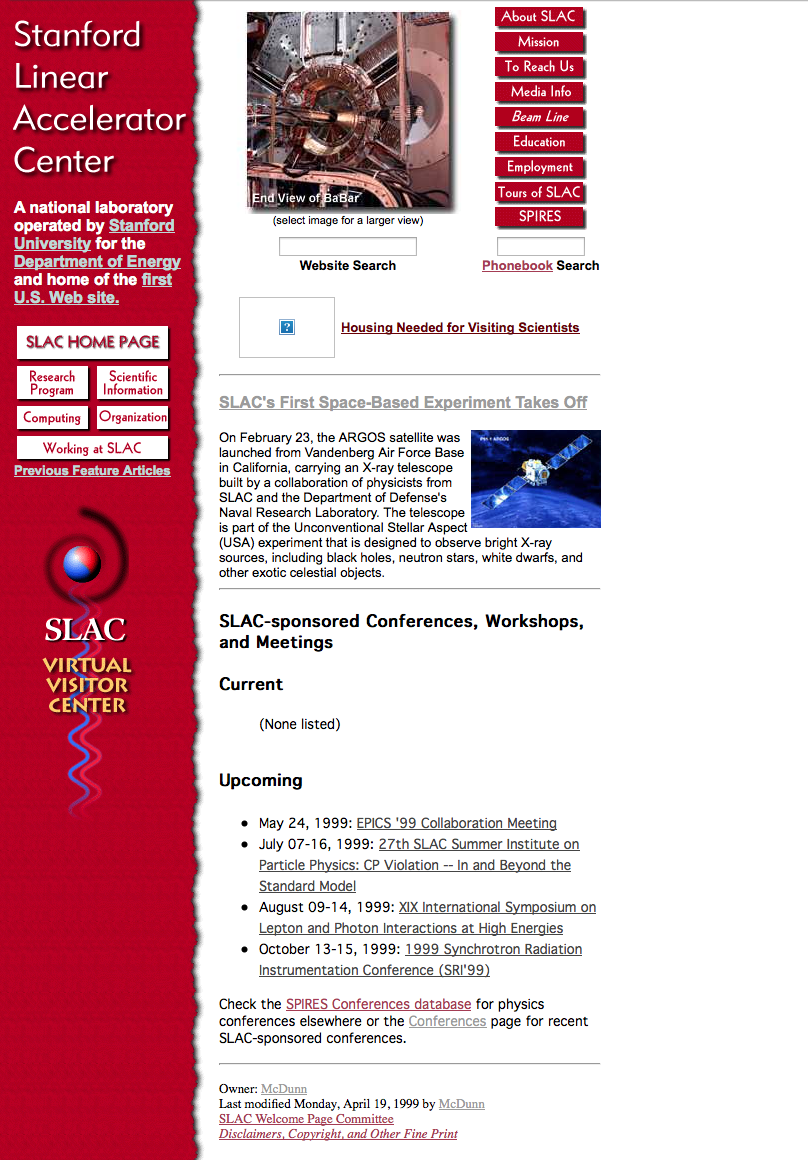 Stanford
Linear
Accelerator
Center
A national laboratory
operated by Stanford
University for the
Department of Energy
and home of the first
U.S. Web site.
SLAC HOME PAGE
Research
Program
Scientific
Information
Computing
Organization
Working at SLAC
Previous Feature Articles
SLAC
VIRTUAL
VISITOR
CENTER
End View of BaBar
(select image for a larger view)
Website Search
About SLAC
Mission
To Reach Us
Media Info
Beam Line
Education
Employment
Tours of SLAC
SPIRES
Phonebook Search
Housing Needed for Visiting Scientists
SLAC's First Space-Based Experiment Takes Off
On February 23, the ARGOS satellite was
launched from Vandenberg Air Force Base
in California, carrying an X-ray telescope
built by a collaboration of physicists from
SLAC and the Department of Defense's
Naval Research Laboratory. The telescope
is part of the Unconventional Stellar Aspect
(USA) experiment that is designed to observe bright X-ray
sources, including black holes, neutron stars, white dwarfs, and
other exotic celestial objects.
P91-1 ARGOS
SLAC-sponsored Conferences, Workshops,
and Meetings
Current
(None listed)
Upcoming
• May 24, 1999: EPICS '99 Collaboration Meeting
• July 07-16, 1999: 27th SLAC Summer Institute on
Particle Physics: CP Violation -- In and Beyond the
Standard Model
• August 09-14, 1999: XIX International Symposium on
Lepton and Photon Interactions at High Energies
• October 13-15, 1999: 1999 Synchrotron Radiation
Instrumentation Conference (SRI'99)
Check the SPIRES Conferences database for physics
conferences elsewhere or the Conferences page for recent
SLAC-sponsored conferences.
Owner: McDunn
Last modified Monday, April 19, 1999 by McDunn
SLAC Welcome Page Committee
Disclaimers, Copyright, and Other Fine Print